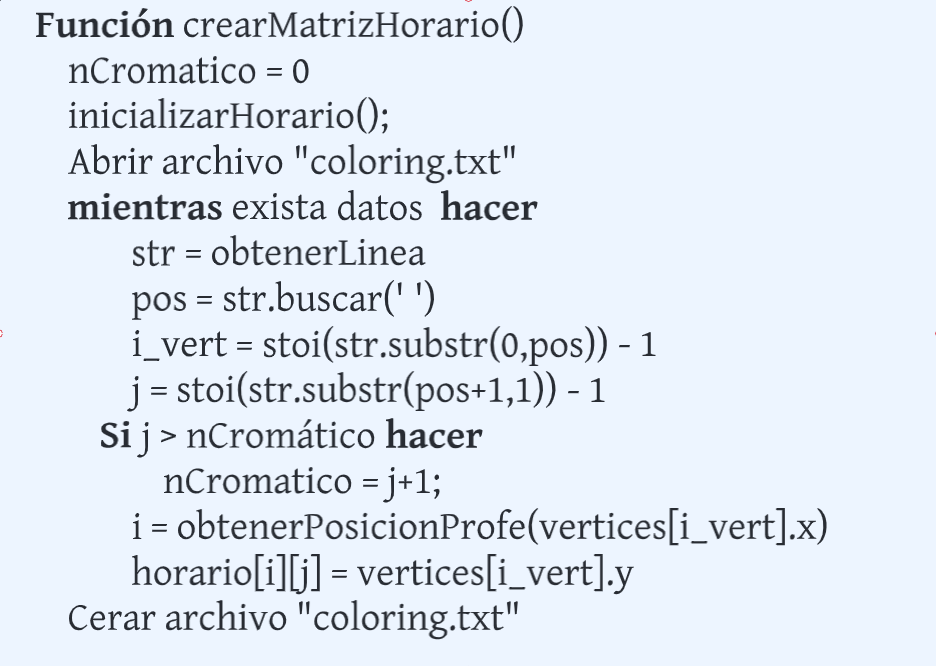 Función crearMatrizHorario()
nCromatico = 0
inicializarHorario();
Abrir archivo "coloring.txt"
mientras exista datos hacer
str = obtenerLinea
pos = str.buscar(' ')
i_vert = stoi(str.substr(0,pos)) - 1
j = stoi(str.substr(pos+1,1)) - 1
Si j > nCromático hacer
nCromatico = j+1;
i = obtenerPosicionProfe(vertices[i_vert].x)
horario[i][j] = vertices[i_vert].y
Cerar archivo "coloring.txt"